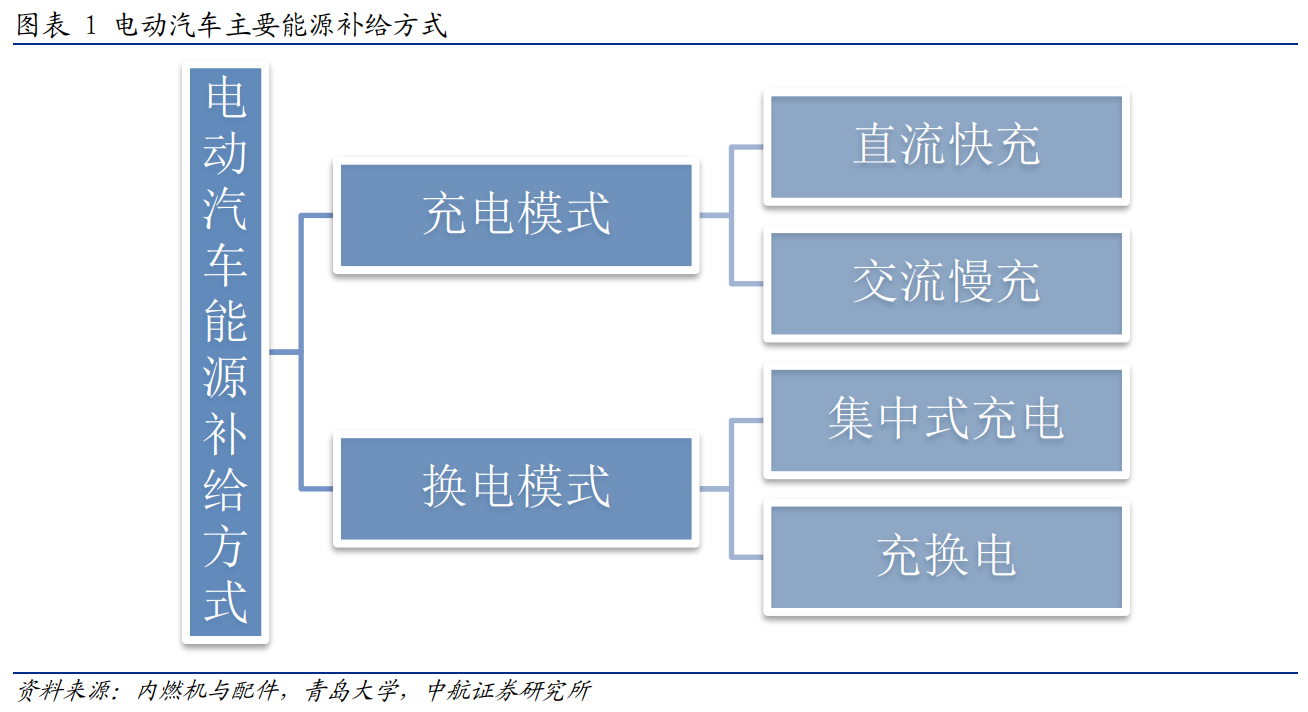 图表 1 电动汽车主要能源补给方式
电动汽车能源补给方式
充电模式
直流快充
交流慢充
换电模式
集中式充电
充换电
资料来源：内燃机与配件，青岛大学，中航证券研究所